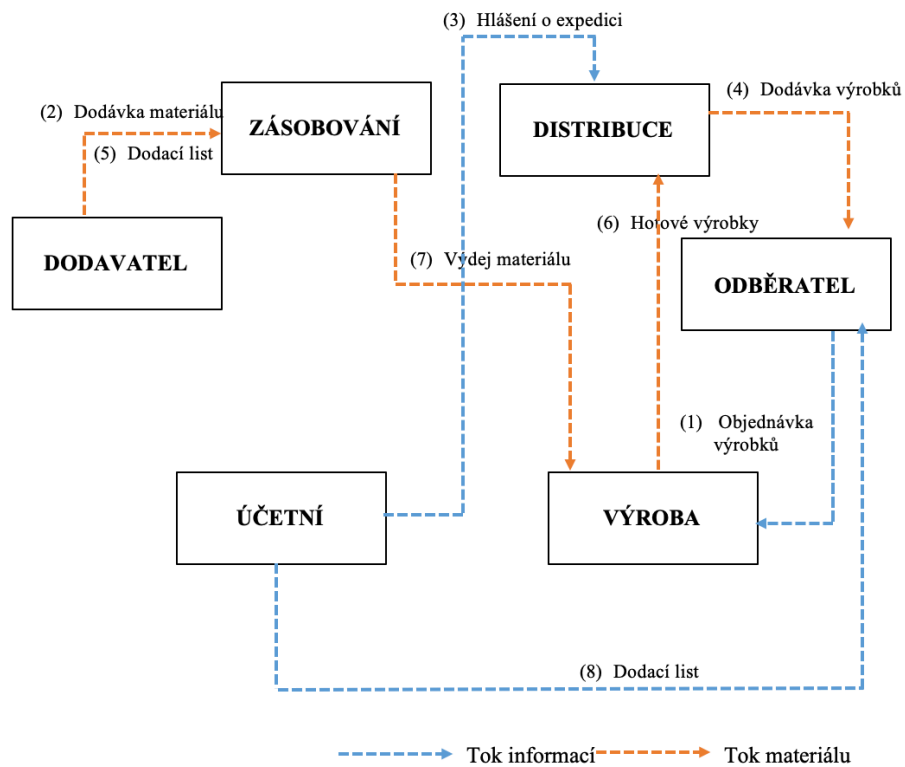 (3) Hlášení o expedici
(2) Dodávka materiálu
ZÁSOBOVÁNÍ
DISTRIBUCE
(4) Dodávka výrobků
(5) Dodací list
(6) Hotové výrobky
DODAVATEL
(7) Výdej materiálu
ODBĚRATEL
(1) Objednávka
výrobků
ÚČETNÍ
VÝROBA
(8) Dodací list
Tok informací
Tok materiálu